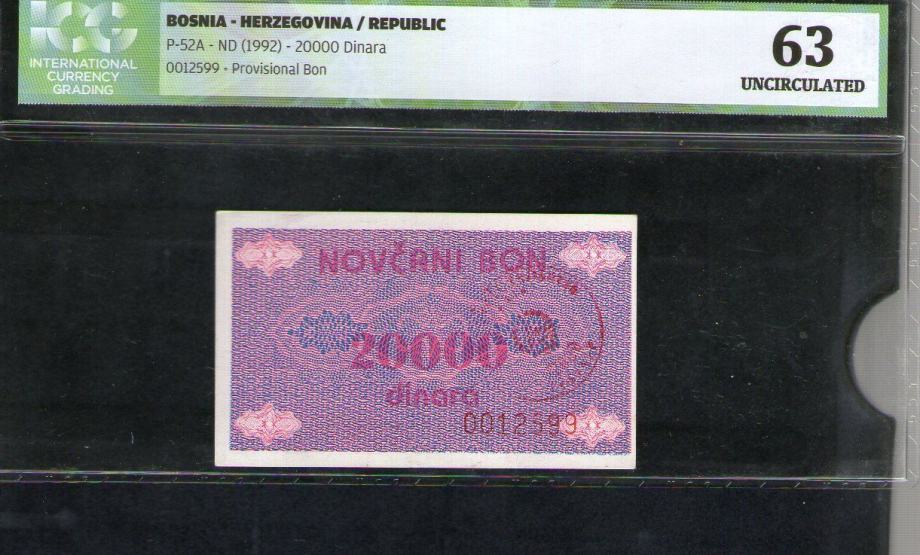 ICG
INTERNATIONAL
CURRENCY
GRADING
BOSNIA - HERZEGOVINA / REPUBLIC
P-52A - ND (1992) - 20000 Dinara
0012599 - Provisional Bon
63
UNCIRCULATED
NOVČANI BON
20000
dinara
0012599